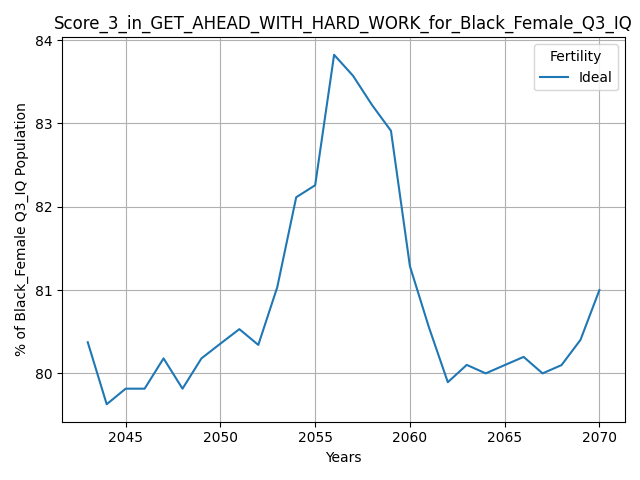 Score_3_in_GET_AHEAD_WITH_HARD_WORK_for_Black_Female_Q3_IQ
Fertility
Ideal
% of Black_Female Q3_IQ Population
84
83
82
81
80
2045 2050 2055 2060 2065 2070
Years